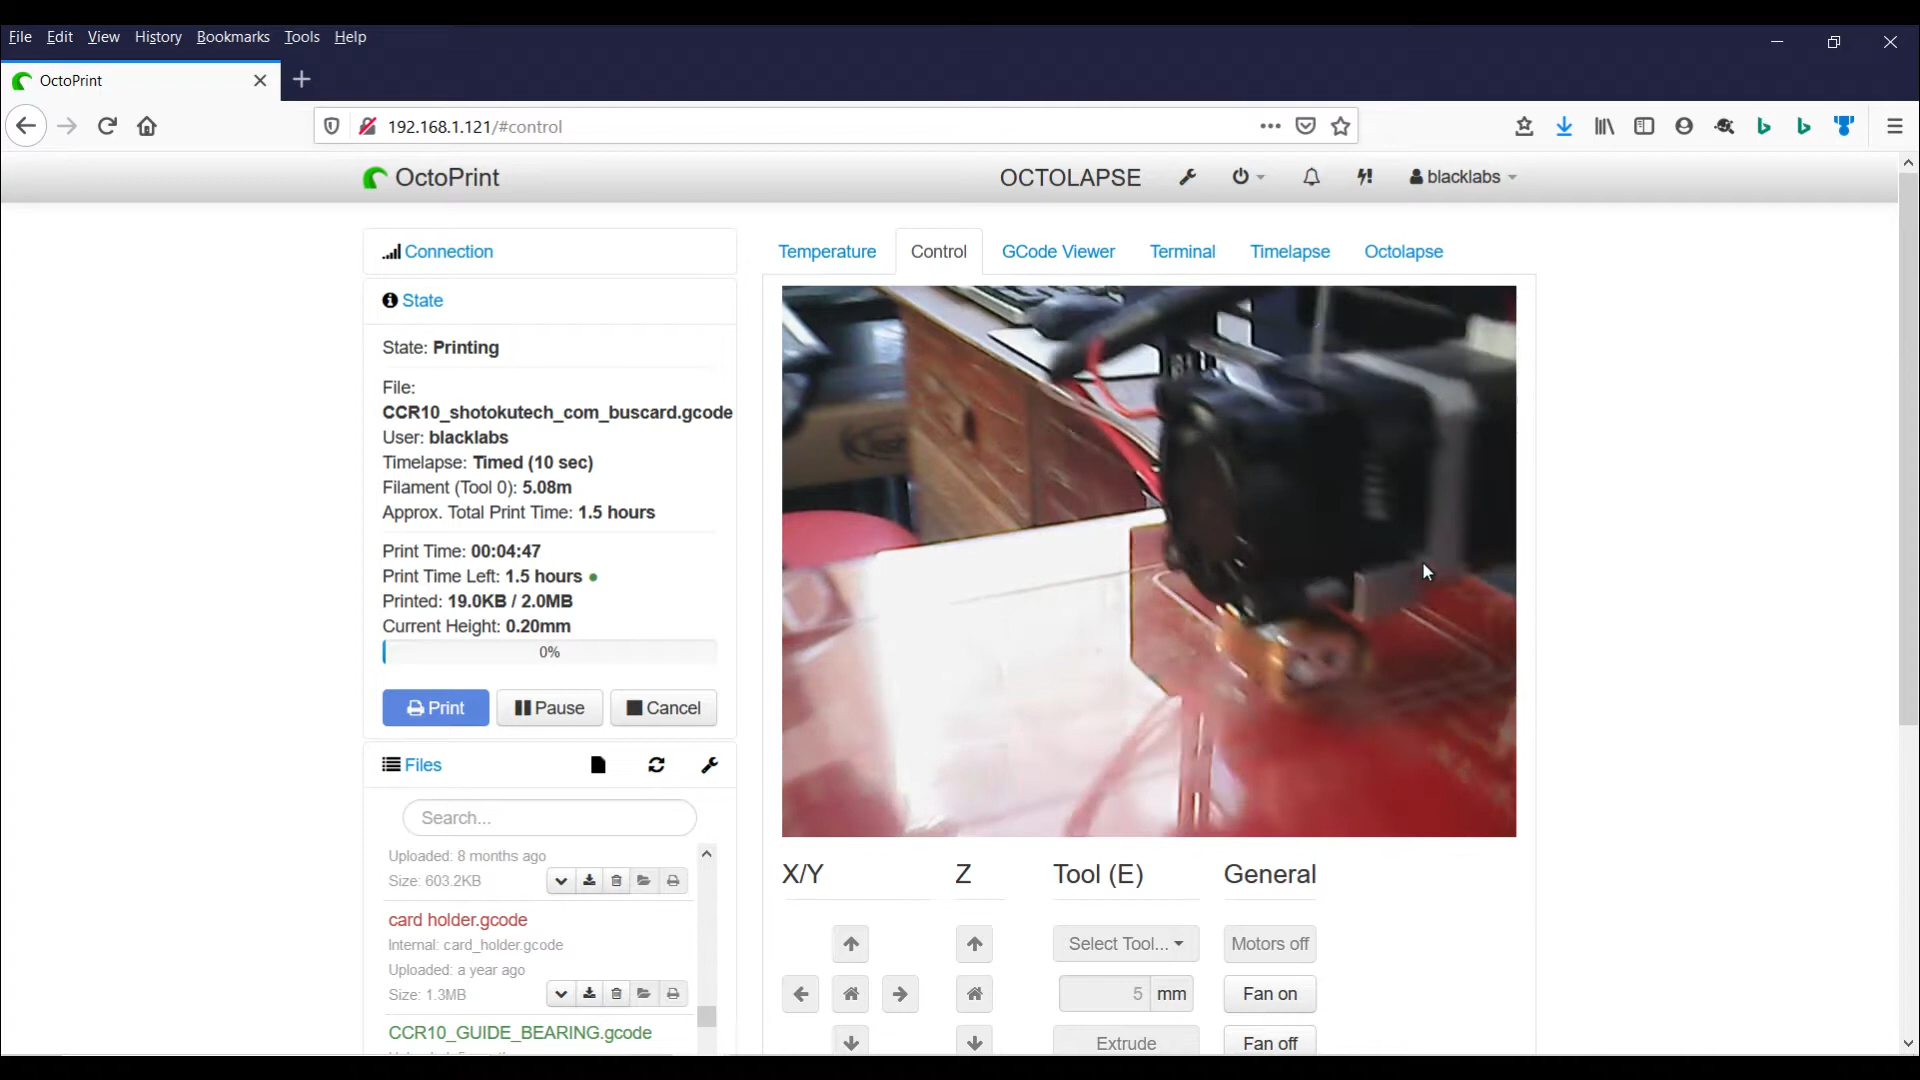 File Edit View History Bookmarks Tools Help
OctoPrint
192.168.1.121/#control
OctoPrint
OCTOLAPSE
blacklabs
Connection
State
State: Printing
File:
CCR10_shotokutech_com_buscard.gcode
User: blacklabs
Timelapse: Timed (10 sec)
Filament (Tool 0): 5.08m
Approx. Total Print Time: 1.5 hours
Print Time: 00:04:47
Print Time Left: 1.5 hours
Printed: 19.0KB / 2.0MB
Current Height: 0.20mm
0%
Print
Pause
Cancel
Files
Search...
Uploaded: 8 months ago
Size: 603.2KB
card holder.gcode
Internal: card_holder.gcode
Uploaded: a year ago
Size: 1.3MB
CCR10_GUIDE_BEARING.gcode
Temperature Control GCode Viewer Terminal Timelapse Octolapse
X/Y Z Tool (E) General
Select Tool... Motors off
5 mm Fan on
Extrude Fan off